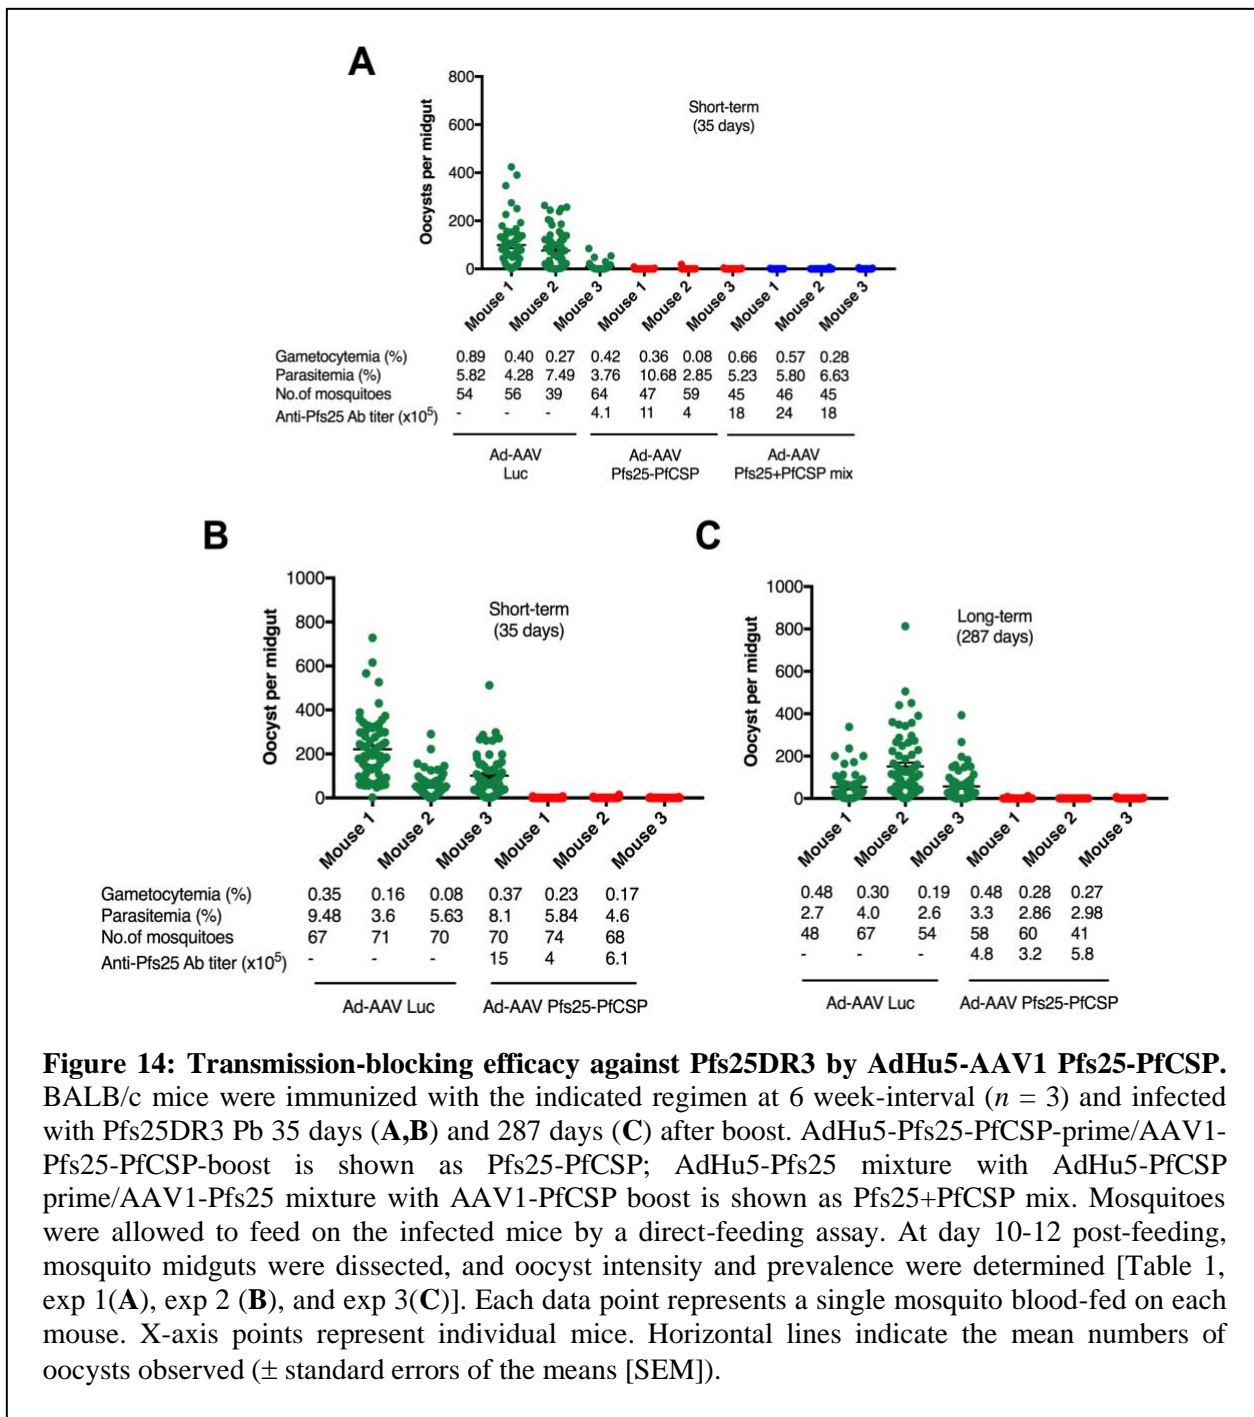 A
Oocysts per midgut
800
600
400
200
0
Short-term
(35 days)
Mouse 1
Mouse 2
Mouse 3
Mouse 1
Mouse 2
Mouse 3
Mouse 1
Mouse 2
Mouse 3
Gametocytemia (%) 0.89 0.40 0.27 0.42 0.36 0.08 0.66 0.57 0.28
Parasitemia (%) 5.82 4.28 7.49 3.76 10.68 2.85 5.23 5.80 6.63
No.of mosquitoes 54 56 39 64 47 59 45 46 45
Anti-Pfs25 Ab titer (x10⁵) - - - 4.1 11 4 18 24 18
Ad-AAV
Luc
Ad-AAV
Pfs25-PfCSP
Ad-AAV
Pfs25+PfCSP mix
B
Oocyst per midgut
1000
800
600
400
200
0
Short-term
(35 days)
Mouse 1
Mouse 2
Mouse 3
Mouse 1
Mouse 2
Mouse 3
Gametocytemia (%) 0.35 0.16 0.08 0.37 0.23 0.17
Parasitemia (%) 9.48 3.6 5.63 8.1 5.84 4.6
No.of mosquitoes 67 71 70 70 74 68
Anti-Pfs25 Ab titer (x10⁵) - - - 15 4 6.1
Ad-AAV Luc
Ad-AAV Pfs25-PfCSP
C
Oocyst per midgut
1000
800
600
400
200
0
Long-term
(287 days)
Mouse 1
Mouse 2
Mouse 3
Mouse 1
Mouse 2
Mouse 3
0.48 0.30 0.19 0.48 0.28 0.27
2.7 4.0 2.6 3.3 2.86 2.98
48 67 54 58 60 41
- - - 4.8 3.2 5.8
Ad-AAV Luc
Ad-AAV Pfs25-PfCSP
Figure 14: Transmission-blocking efficacy against Pfs25DR3 by AdHu5-AAV1 Pfs25-PfCSP.
BALB/c mice were immunized with the indicated regimen at 6 week-interval (n = 3) and infected
with Pfs25DR3 Pb 35 days (A,B) and 287 days (C) after boost. AdHu5-Pfs25-PfCSP-prime/AAV1-
Pfs25-PfCSP-boost is shown as Pfs25-PfCSP; AdHu5-Pfs25 mixture with AdHu5-PfCSP
prime/AAV1-Pfs25 mixture with AAV1-PfCSP boost is shown as Pfs25+PfCSP mix. Mosquitoes
were allowed to feed on the infected mice by a direct-feeding assay. At day 10-12 post-feeding,
mosquito midguts were dissected, and oocyst intensity and prevalence were determined [Table 1,
exp 1(A), exp 2 (B), and exp 3(C)]. Each data point represents a single mosquito blood-fed on each
mouse. X-axis points represent individual mice. Horizontal lines indicate the mean numbers of
oocysts observed (± standard errors of the means [SEM]).